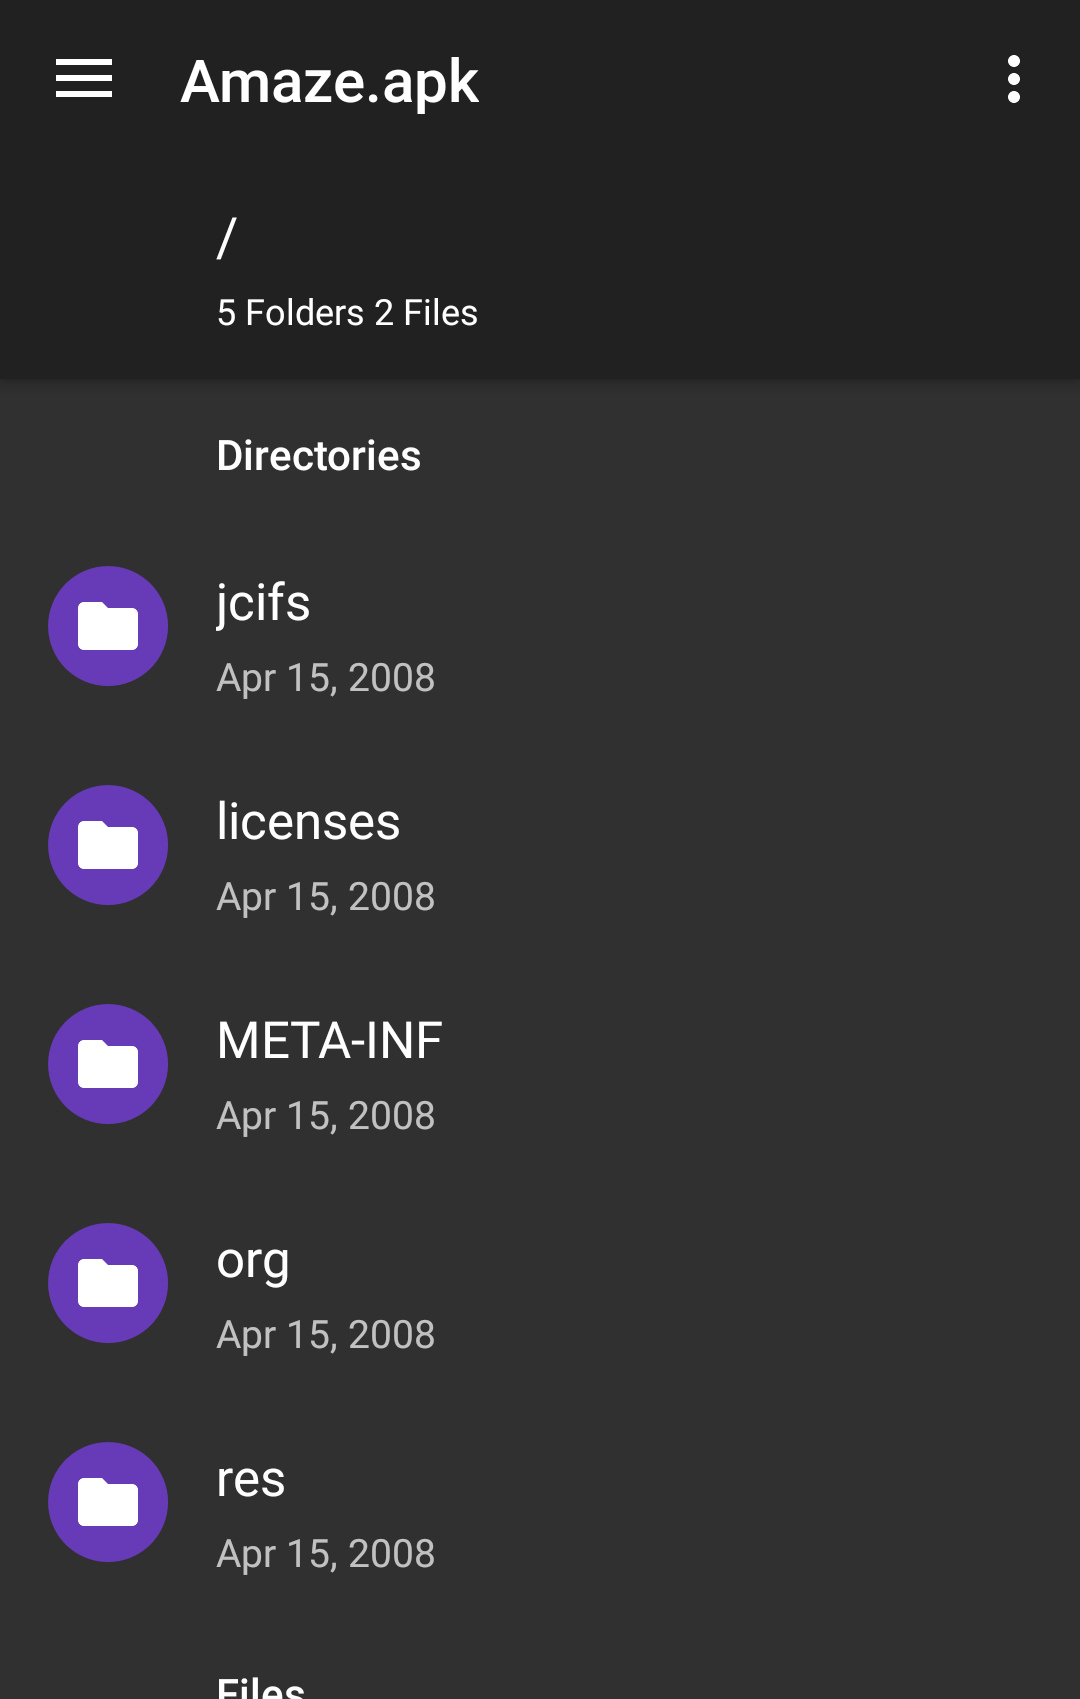 Amaze.apk
/
5 Folders 2 Files
Directories
jcifs
Apr 15, 2008
licenses
Apr 15, 2008
META-INF
Apr 15, 2008
org
Apr 15, 2008
res
Apr 15, 2008
Files